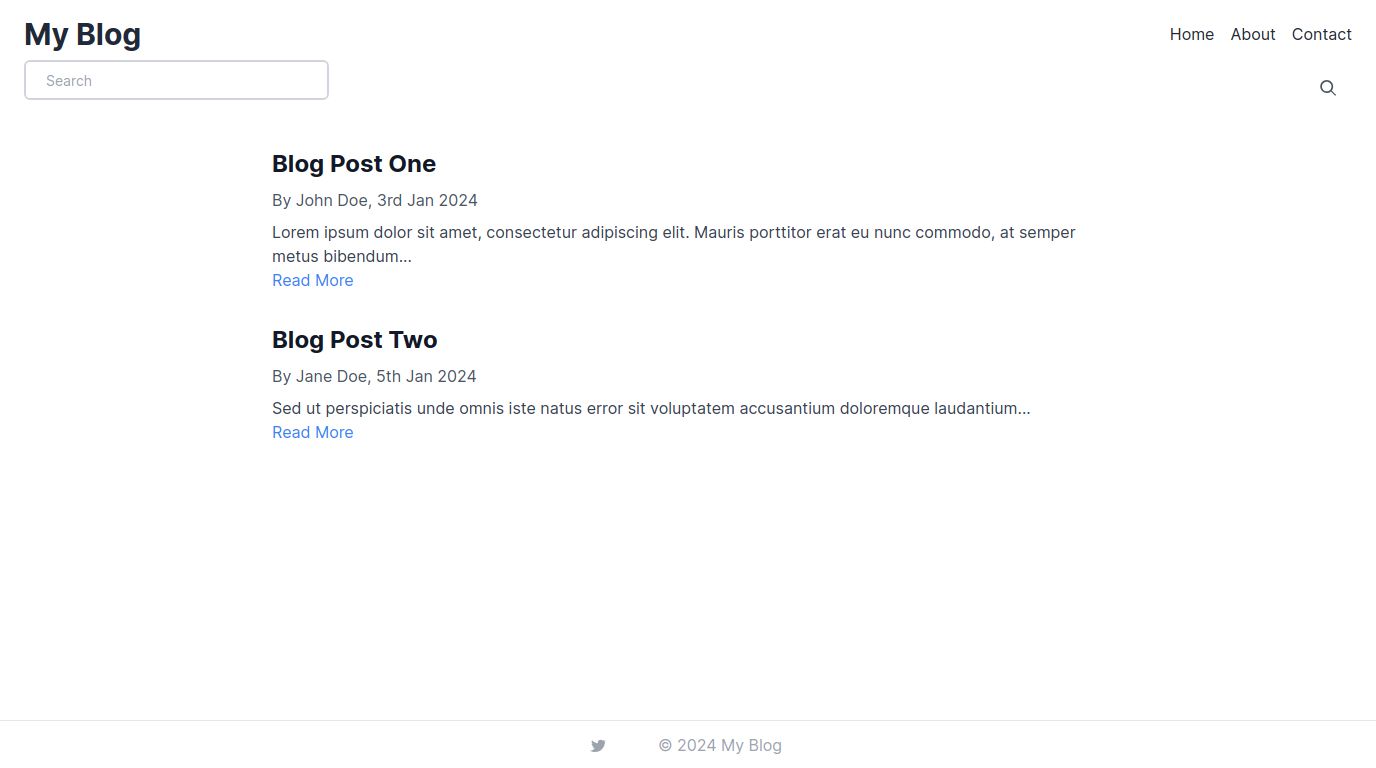 My Blog
Home About Contact
Search
Blog Post One
By John Doe, 3rd Jan 2024
Lorem ipsum dolor sit amet, consectetur adipiscing elit. Mauris porttitor erat eu nunc commodo, at semper
metus bibendum...
Read More
Blog Post Two
By Jane Doe, 5th Jan 2024
Sed ut perspiciatis unde omnis iste natus error sit voluptatem accusantium doloremque laudantium...
Read More
© 2024 My Blog